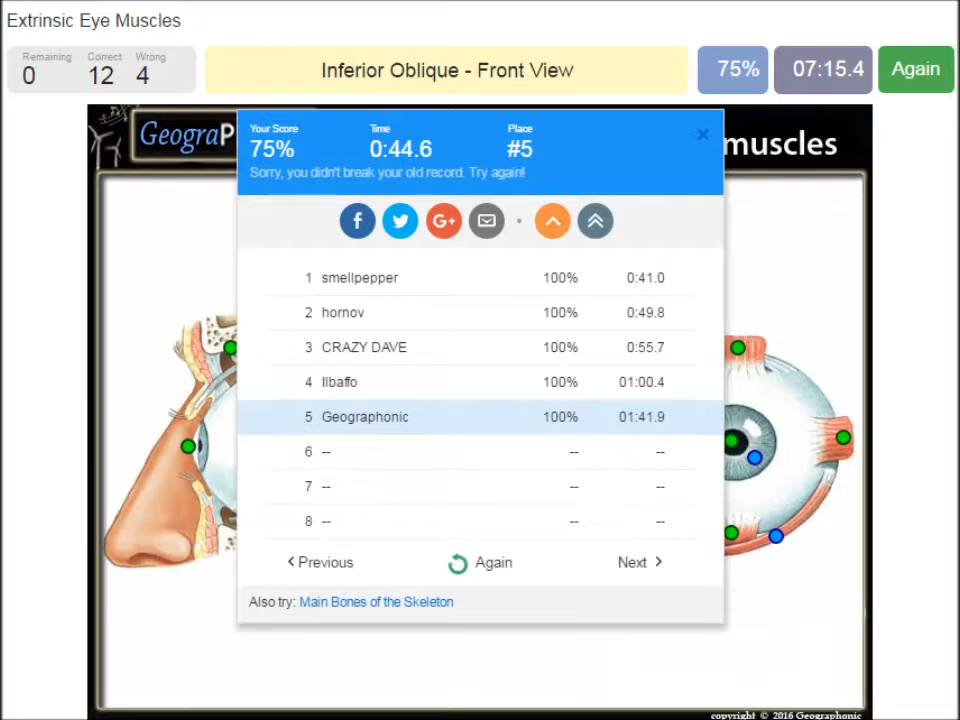 Extrinsic Eye Muscles
Remaining Correct Wrong
0 12 4
Inferior Oblique - Front View
75%
07:15.4
Again
GeograP
muscles
Your Score Time Place
75% 0:44.6 #5
Sorry, you didn't break your old record. Try again!
1 smellpepper 100% 0:41.0
2 hornov 100% 0:49.8
3 CRAZY DAVE 100% 0:55.7
4 Ilbaffo 100% 01:00.4
5 Geographonic 100% 01:41.9
6 -- -- --
7 -- -- --
8 -- -- --
Previous Again Next
Also try: Main Bones of the Skeleton
copyright © 2016 Geographonic